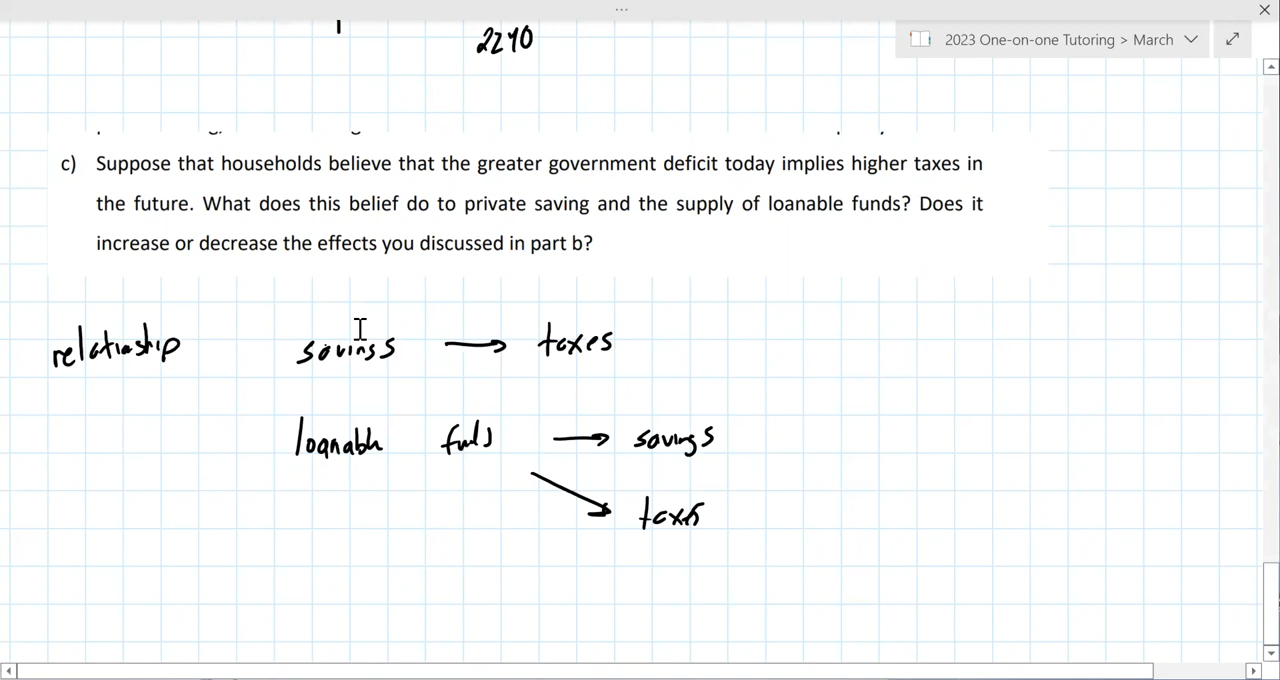 2240
2023 One-on-one Tutoring > March
c) Suppose that households believe that the greater government deficit today implies higher taxes in
the future. What does this belief do to private saving and the supply of loanable funds? Does it
increase or decrease the effects you discussed in part b?
relationship savings → taxes
loanable funds → savings
taxes